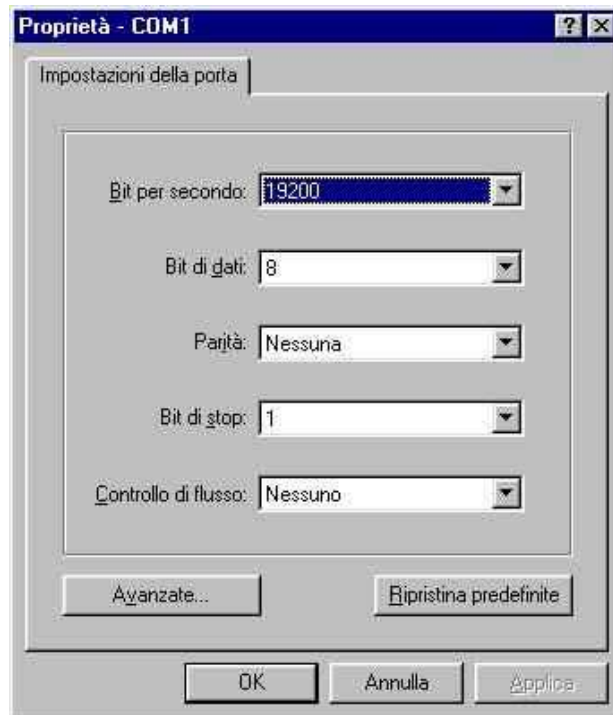 Proprietà - COM1
Impostazioni della porta
Bit per secondo: 19200
Bit di dati: 8
Parità: Nessuna
Bit di stop: 1
Controllo di flusso: Nessuno
Avanzate... Ripristina predefinite
OK Annulla Applica